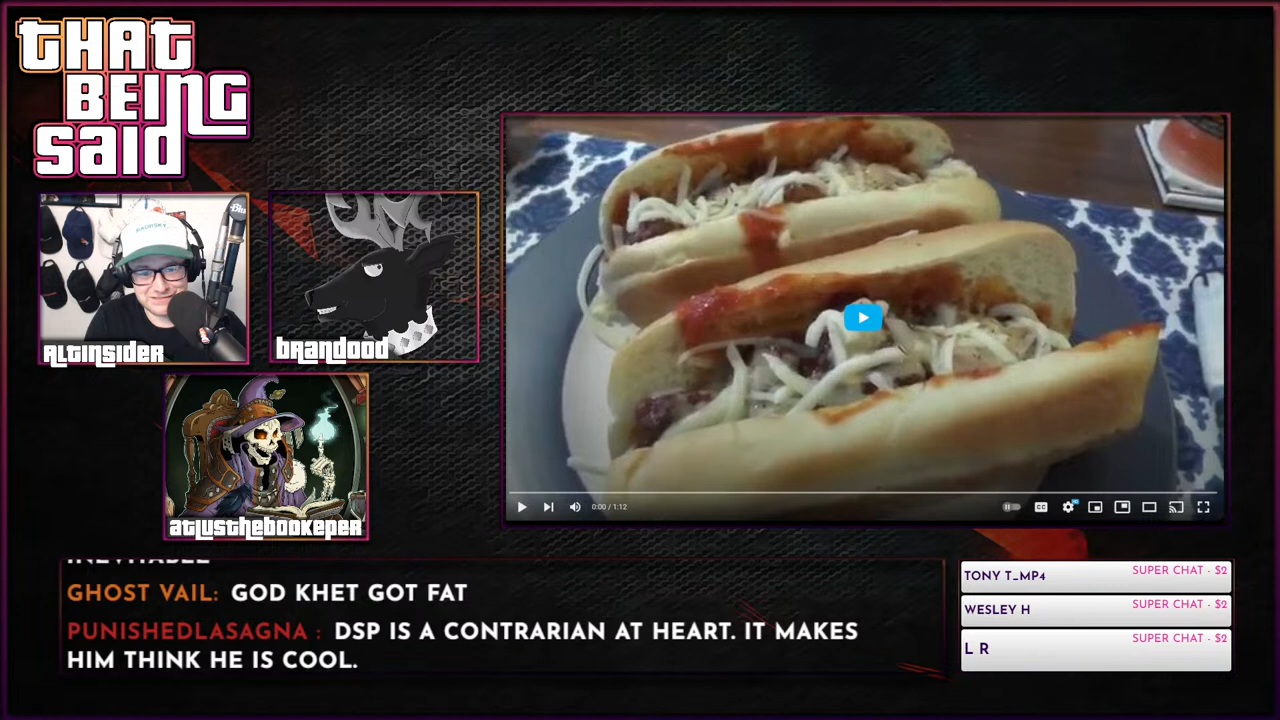 THAT
BEING
SAID
ALTINSIDER
BRANDOOD
ATLUSTHEBOOKEPER
0:00 / 1:12
CC
INEVITABLE
GHOST VAIL: GOD KHET GOT FAT
PUNISHEDLASAGNA : DSP IS A CONTRARIAN AT HEART. IT MAKES
HIM THINK HE IS COOL.
TONY T_MP4 SUPER CHAT - $2
WESLEY H SUPER CHAT - $2
L R SUPER CHAT - $2